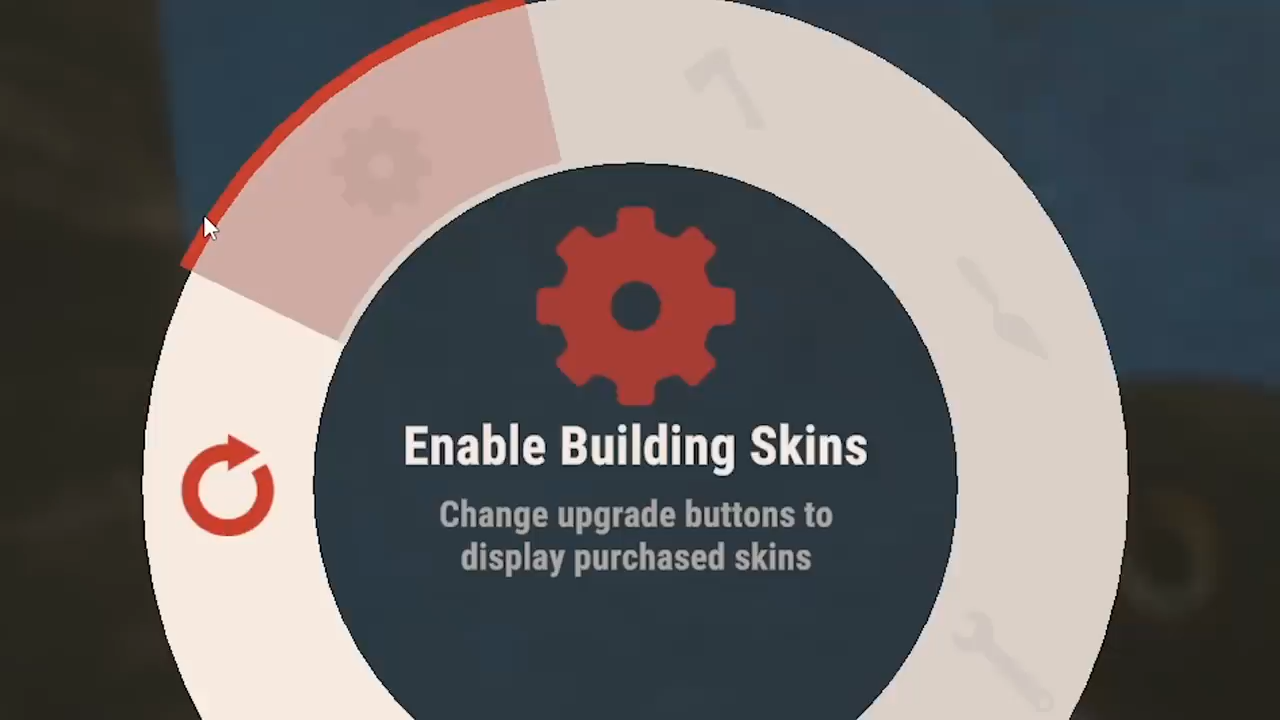 Enable Building Skins
Change upgrade buttons to
display purchased skins